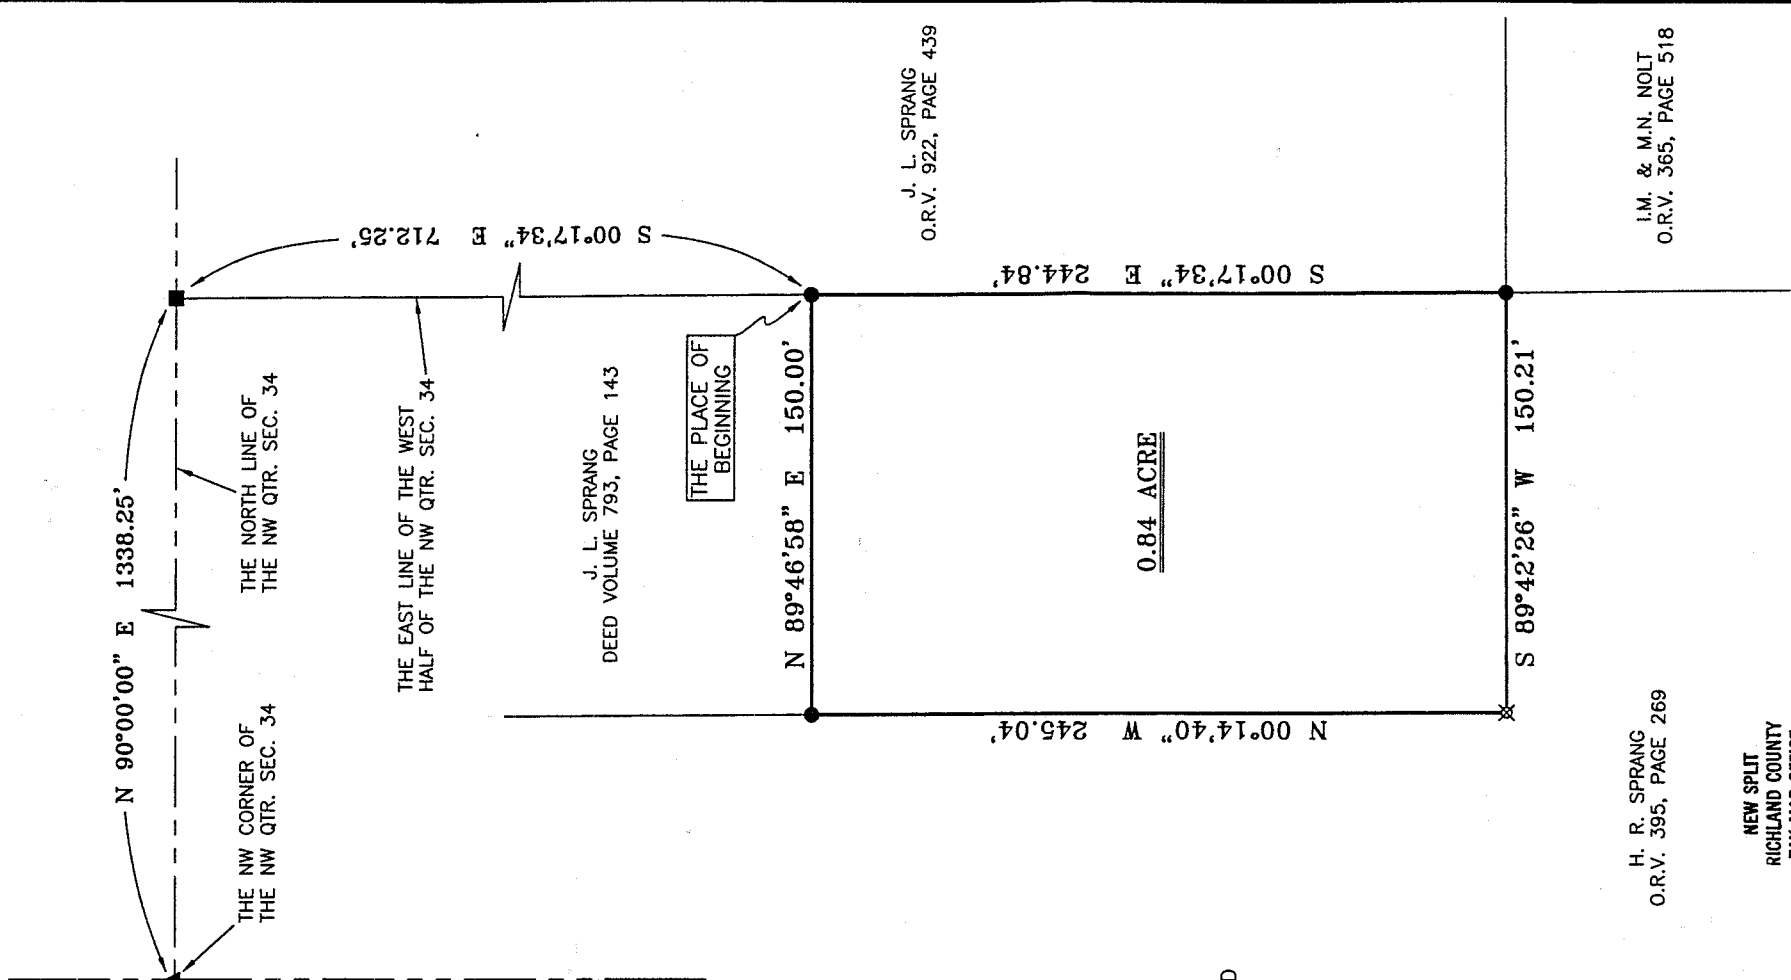 N 90°00'00" E 1338.25'
THE NW CORNER OF
THE NW QTR. SEC. 34
THE NORTH LINE OF
THE NW QTR. SEC. 34
S 00°17'34" E 712.25'
THE EAST LINE OF THE WEST
HALF OF THE NW QTR. SEC. 34
J. L. SPRANG
DEED VOLUME 793, PAGE 143
THE PLACE OF
BEGINNING
N 89°46'58" E 150.00'
J. L. SPRANG
O.R.V. 922, PAGE 439
S 00°17'34" E 244.84'
N 00°14'40" W 245.04'
0.84 ACRE
S 89°42'26" W 150.21'
I.M. & M.N. NOLT
O.R.V. 365, PAGE 518
H. R. SPRANG
O.R.V. 395, PAGE 269
NEW SPLIT
RICHLAND COUNTY